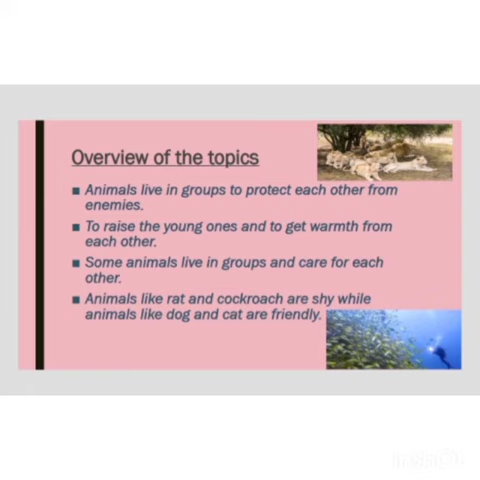 Overview of the topics
■ Animals live in groups to protect each other from
enemies.
■ To raise the young ones and to get warmth from
each other.
■ Some animals live in groups and care for each
other.
■ Animals like rat and cockroach are shy while
animals like dog and cat are friendly.